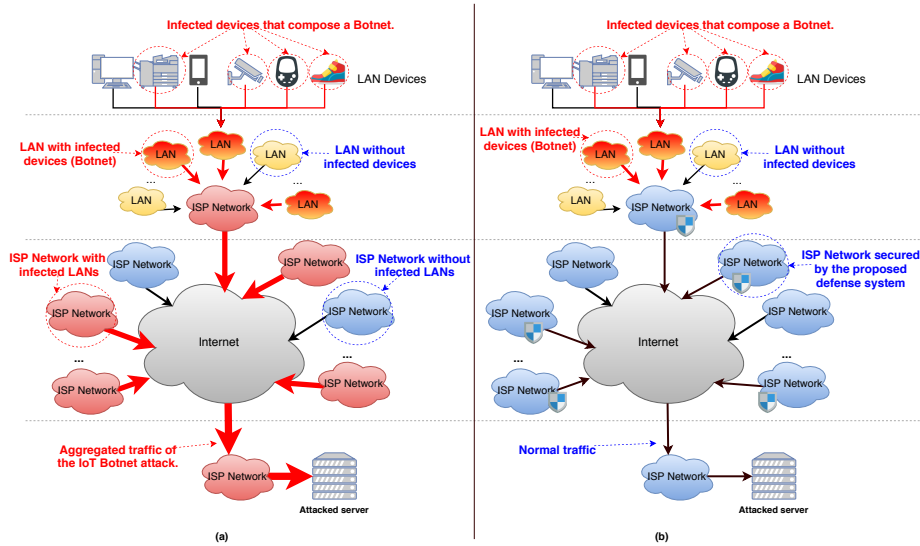 Infected devices that compose a Botnet.
LAN Devices
LAN with infected
devices (Botnet)
LAN
LAN
LAN
LAN without
infected devices
...
LAN
ISP Network
...
LAN
ISP Network with
infected LANs
ISP Network
ISP Network
ISP Network without
infected LANs
ISP Network
ISP Network
Internet
...
ISP Network
...
ISP Network
Aggregated traffic of
the IoT Botnet attack.
ISP Network
Attacked server
(a)
Infected devices that compose a Botnet.
LAN Devices
LAN with infected
devices (Botnet)
LAN
LAN
LAN
LAN without
infected devices
...
LAN
ISP Network
...
LAN
ISP Network
ISP Network
ISP Network secured
by the proposed
defense system
ISP Network
ISP Network
Internet
...
ISP Network
...
ISP Network
Normal traffic
ISP Network
Attacked server
(b)